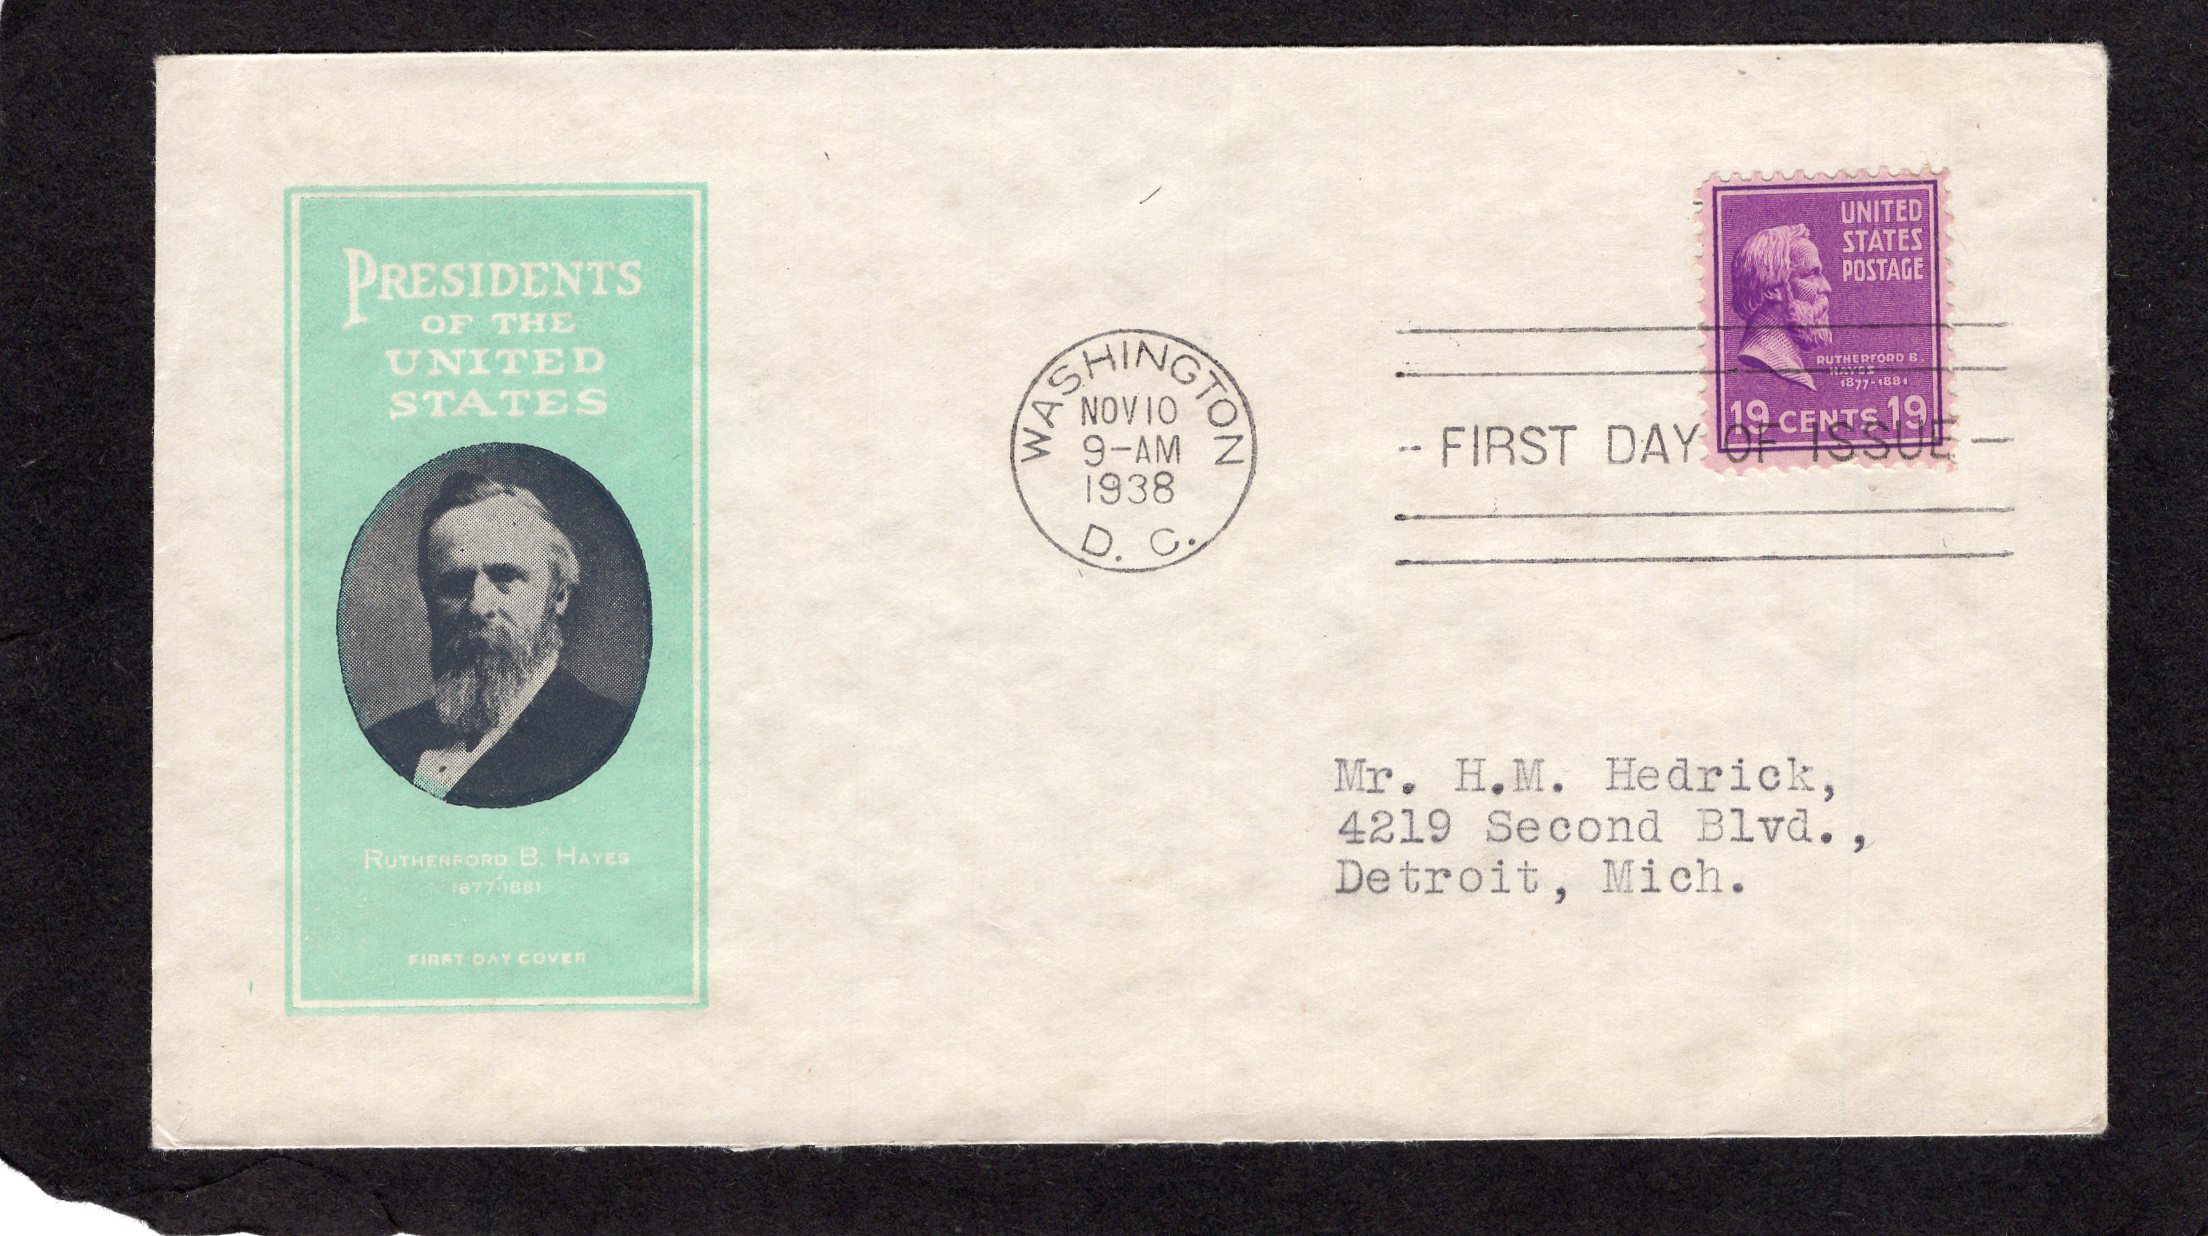 PRESIDENTS
OF THE
UNITED
STATES
RUTHERFORD B. HAYES
1877-1881
FIRST DAY COVER
WASHINGTON
NOV 10
9-AM
1938
D. C.
UNITED
STATES
POSTAGE
RUTHERFORD B.
HAYES
1877-1881
19 CENTS 19
- FIRST DAY OF ISSUE -
Mr. H.M. Hedrick,
4219 Second Blvd.,
Detroit, Mich.